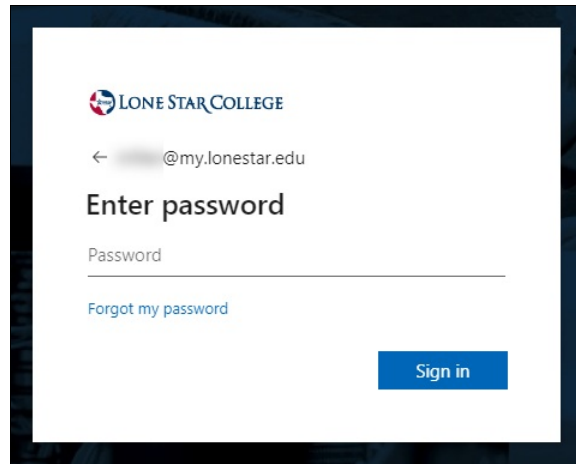 LONE STAR COLLEGE
← @my.lonestar.edu
Enter password
Password
Forgot my password
Sign in